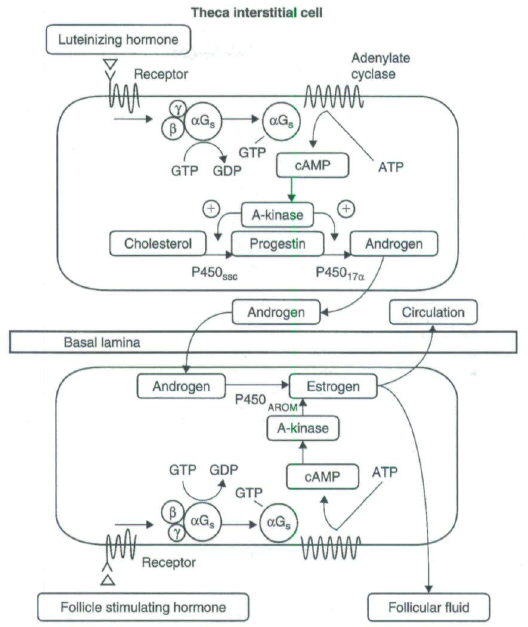 Theca interstitial cell
Luteinizing hormone
Receptor
Adenylate
cyclase
γ
β
αGs
αGs
GTP
GTP GDP
cAMP
ATP
+
A-kinase
+
Cholesterol
Progestin
Androgen
P450ssc
P45017α
Androgen
Circulation
Basal lamina
Androgen
P450 AROM
Estrogen
A-kinase
GTP GDP
cAMP
ATP
GTP
β
γ
αGs
αGs
Receptor
Follicle stimulating hormone
Follicular fluid